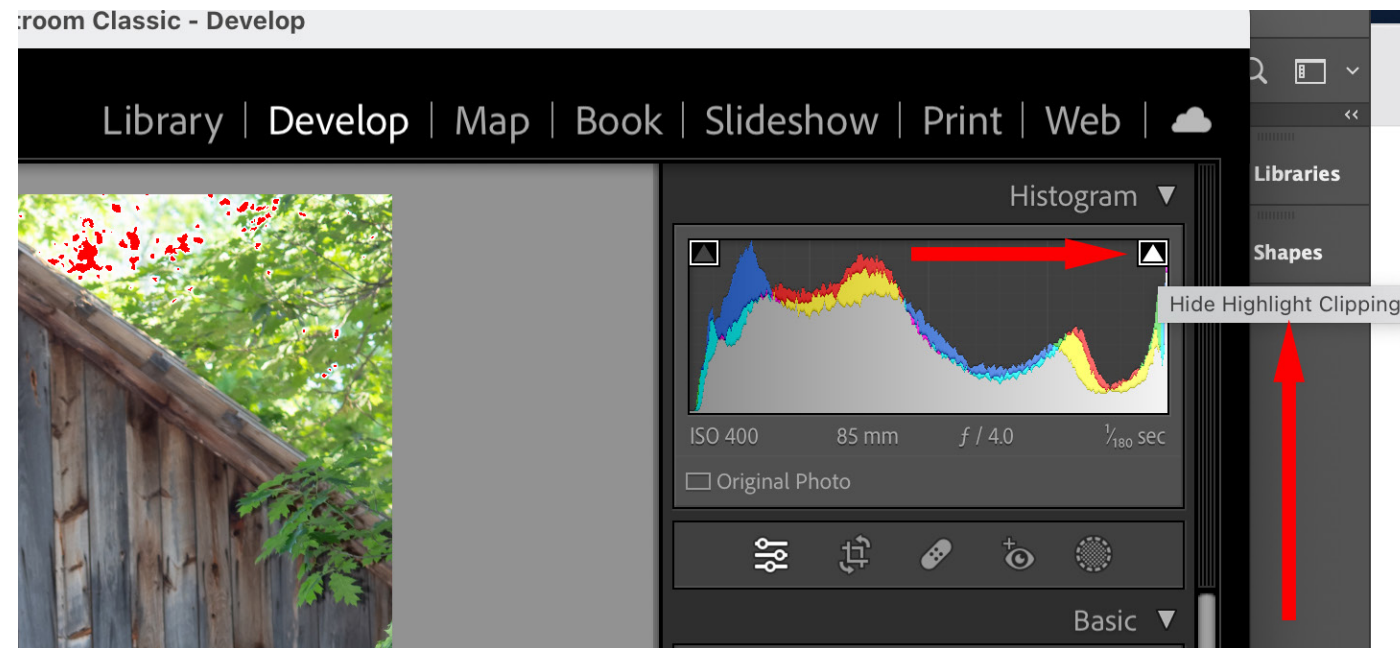 room Classic - Develop
Library | Develop | Map | Book | Slideshow | Print | Web |
Libraries
Histogram
Shapes
Hide Highlight Clipping
ISO 400 85 mm ƒ / 4.0 1/180 sec
Original Photo
Basic